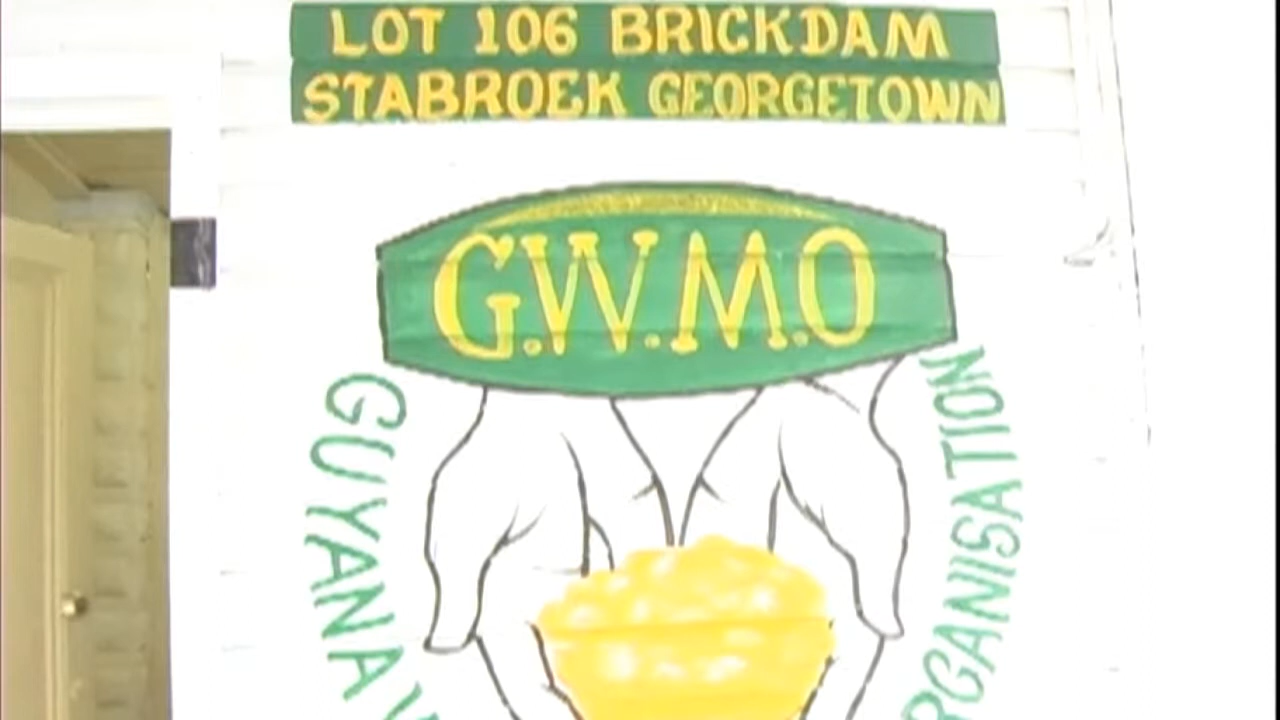 LOT 106 BRICKDAM
STABROEK GEORGETOWN
G.W.M.O
GUYANA
ORGANISATION